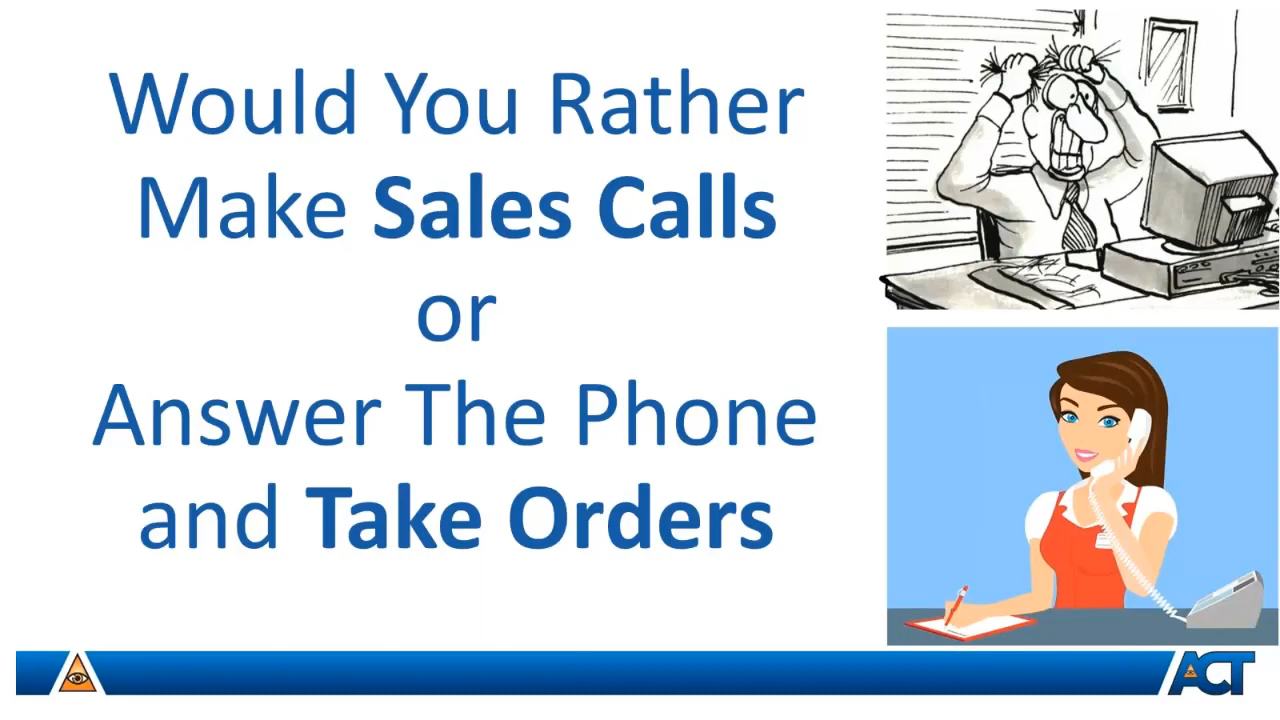 Would You Rather
Make Sales Calls
or
Answer The Phone
and Take Orders
ACT